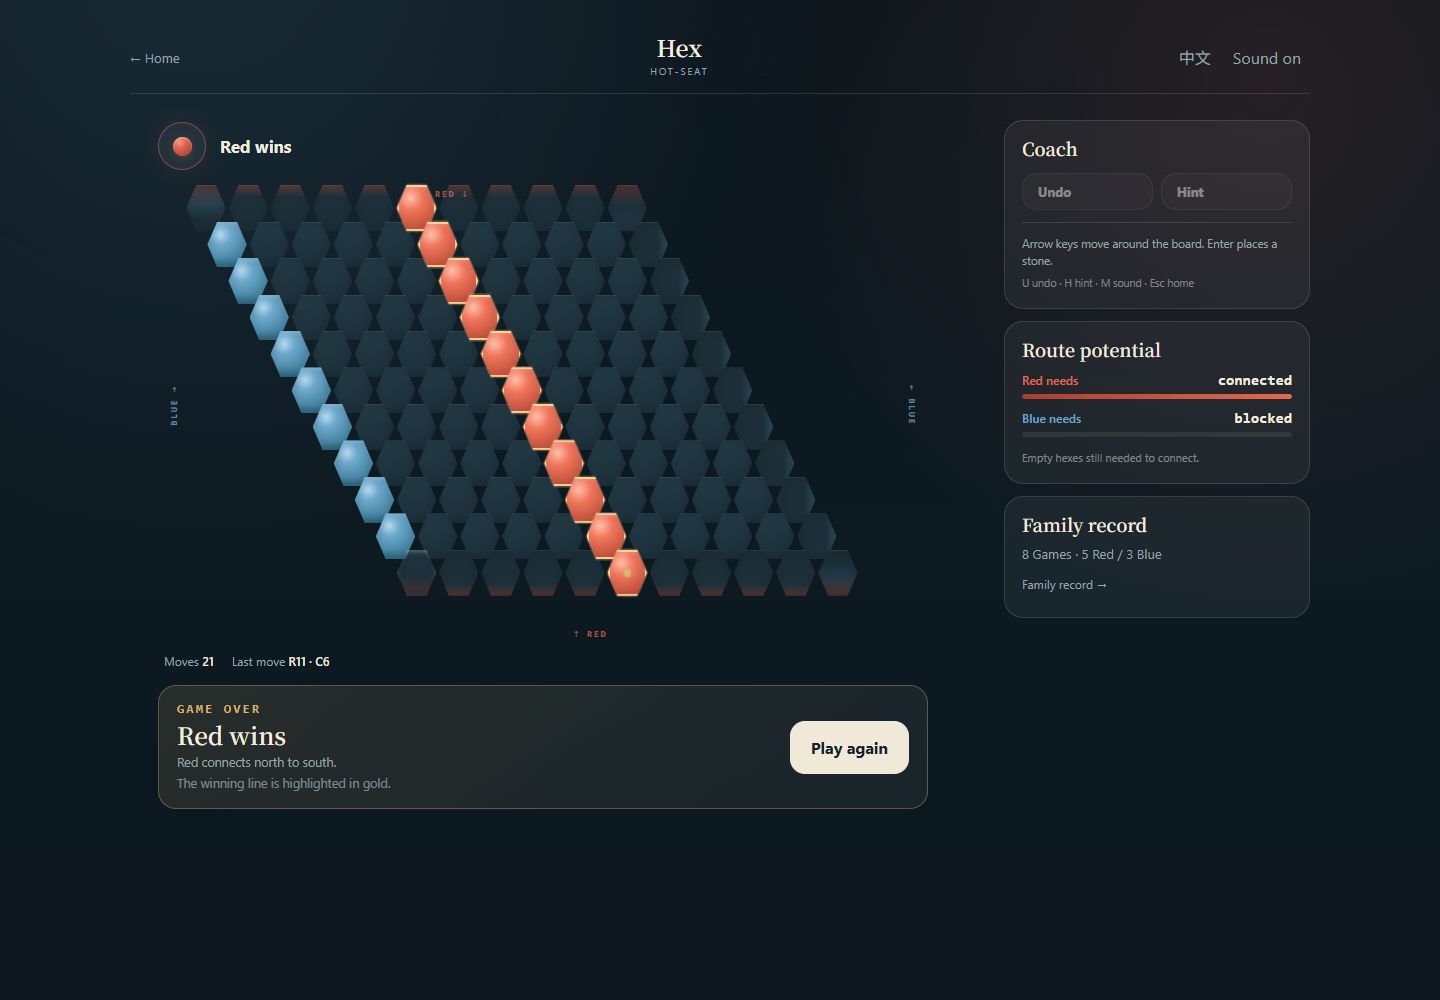 ← Home
Hex
HOT-SEAT
中文
Sound on
Red wins
RED ↓
BLUE →
← BLUE
↑ RED
Moves 21
Last move R11 · C6
GAME OVER
Red wins
Red connects north to south.
The winning line is highlighted in gold.
Play again
Coach
Undo
Hint
Arrow keys move around the board. Enter places a
stone.
U undo · H hint · M sound · Esc home
Route potential
Red needs
connected
Blue needs
blocked
Empty hexes still needed to connect.
Family record
8 Games · 5 Red / 3 Blue
Family record →